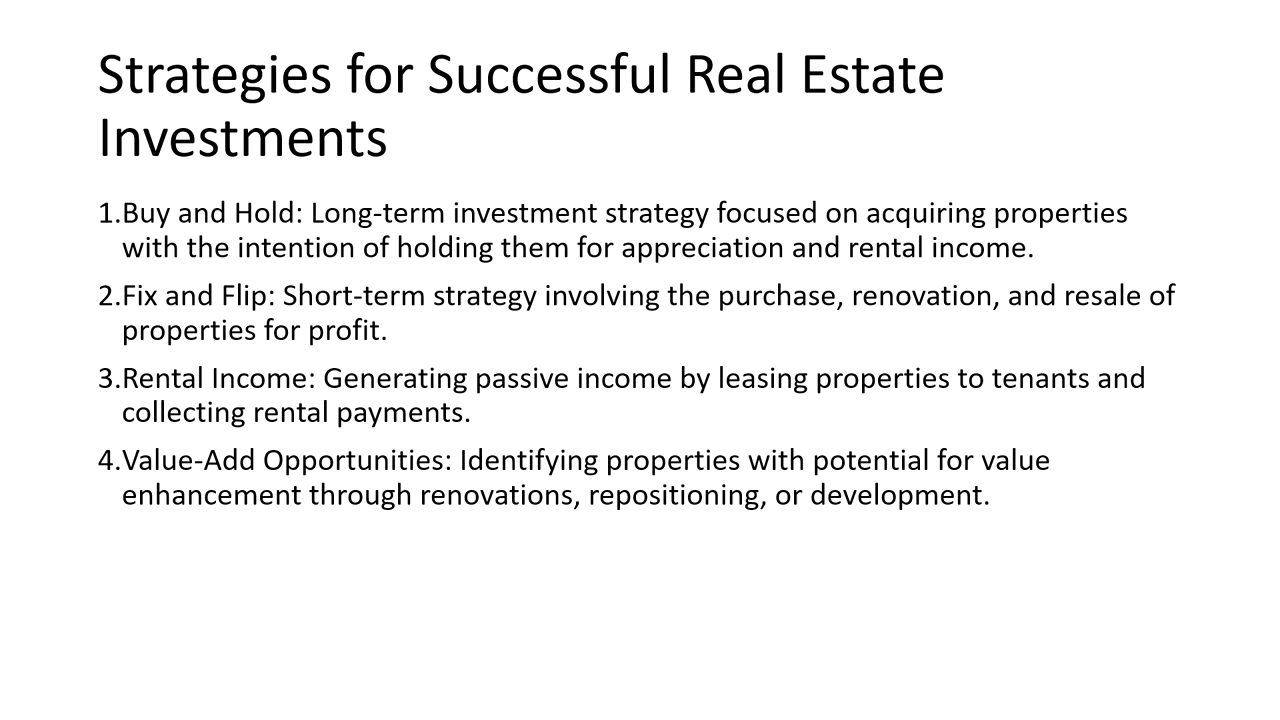 Strategies for Successful Real Estate
Investments
1.Buy and Hold: Long-term investment strategy focused on acquiring properties
with the intention of holding them for appreciation and rental income.
2.Fix and Flip: Short-term strategy involving the purchase, renovation, and resale of
properties for profit.
3.Rental Income: Generating passive income by leasing properties to tenants and
collecting rental payments.
4.Value-Add Opportunities: Identifying properties with potential for value
enhancement through renovations, repositioning, or development.